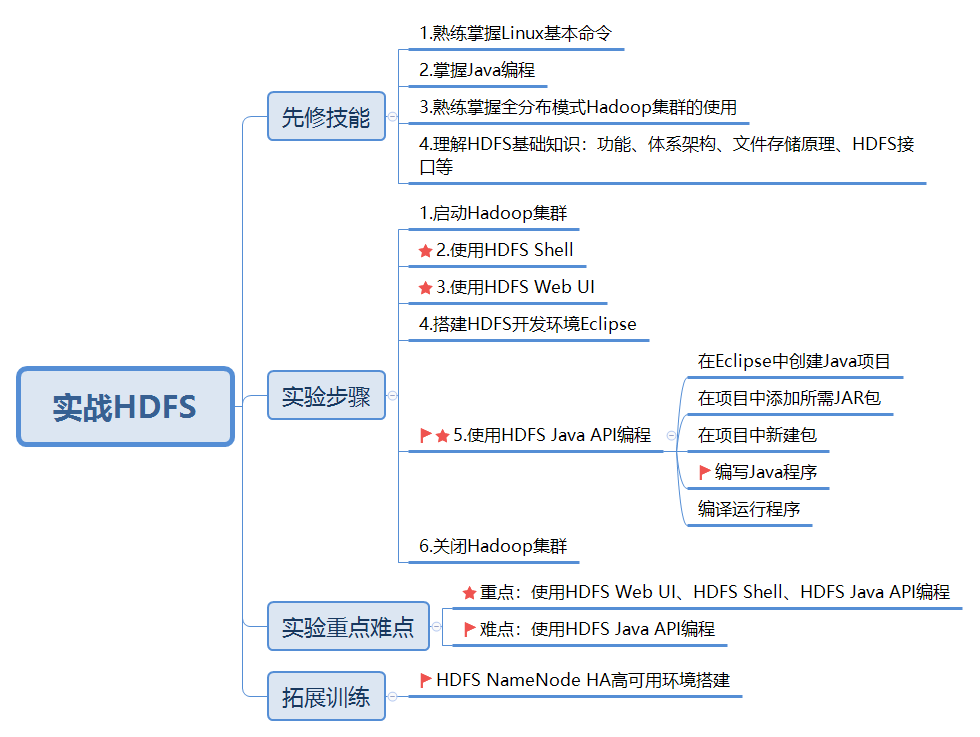 实战HDFS
先修技能
1.熟练掌握Linux基本命令
2.掌握Java编程
3.熟练掌握全分布模式Hadoop集群的使用
4.理解HDFS基础知识：功能、体系架构、文件存储原理、HDFS接
口等
实验步骤
1.启动Hadoop集群
2.使用HDFS Shell
3.使用HDFS Web UI
4.搭建HDFS开发环境Eclipse
5.使用HDFS Java API编程
在Eclipse中创建Java项目
在项目中添加所需JAR包
在项目中新建包
编写Java程序
编译运行程序
6.关闭Hadoop集群
实验重点难点
重点：使用HDFS Web UI、HDFS Shell、HDFS Java API编程
难点：使用HDFS Java API编程
拓展训练
HDFS NameNode HA高可用环境搭建